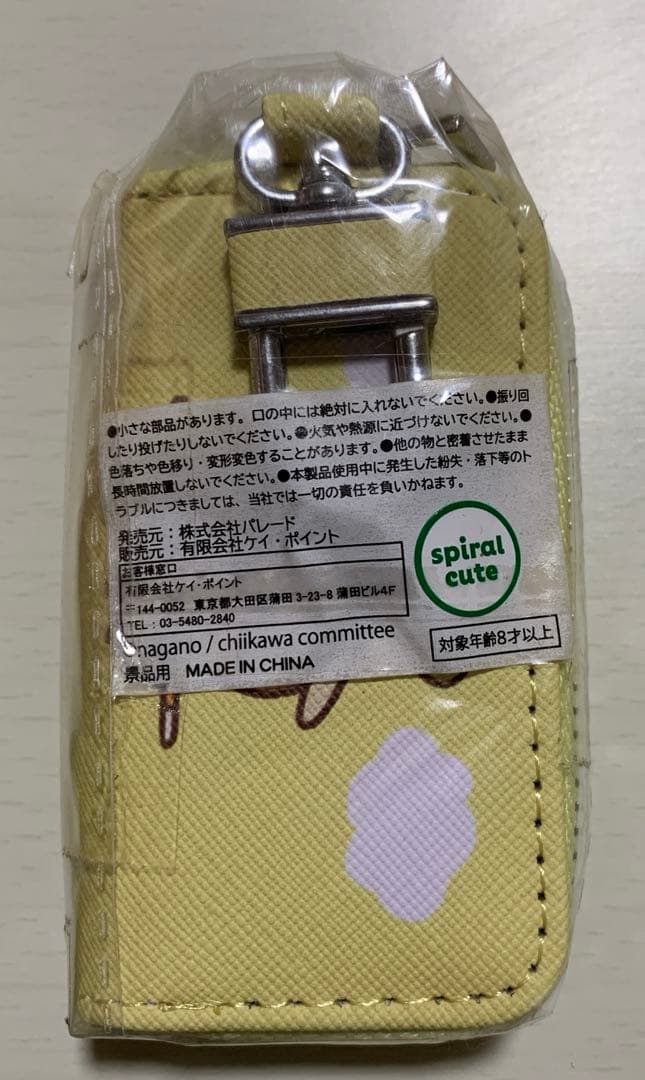 ●小さな部品があります。口の中には絶対に入れないでください。●振り回
したり投げたりしないでください。●火気や熱源に近づけないでください。●
色落ちや色移り・変形変色することがあります。●他の物と密着させたまま
長時間放置しないでください。●本製品使用中に発生した紛失・落下等のト
ラブルにつきましては、当社では一切の責任を負いかねます。
発売元:株式会社パレード
販売元:有限会社ケイ・ポイント
お客様窓口
有限会社ケイ・ポイント
〒144-0052 東京都大田区蒲田 3-23-8 蒲田ビル4F
TEL:03-5480-2840
©nagano / chiikawa committee
景品用 MADE IN CHINA
spiral
cute
対象年齢8才以上